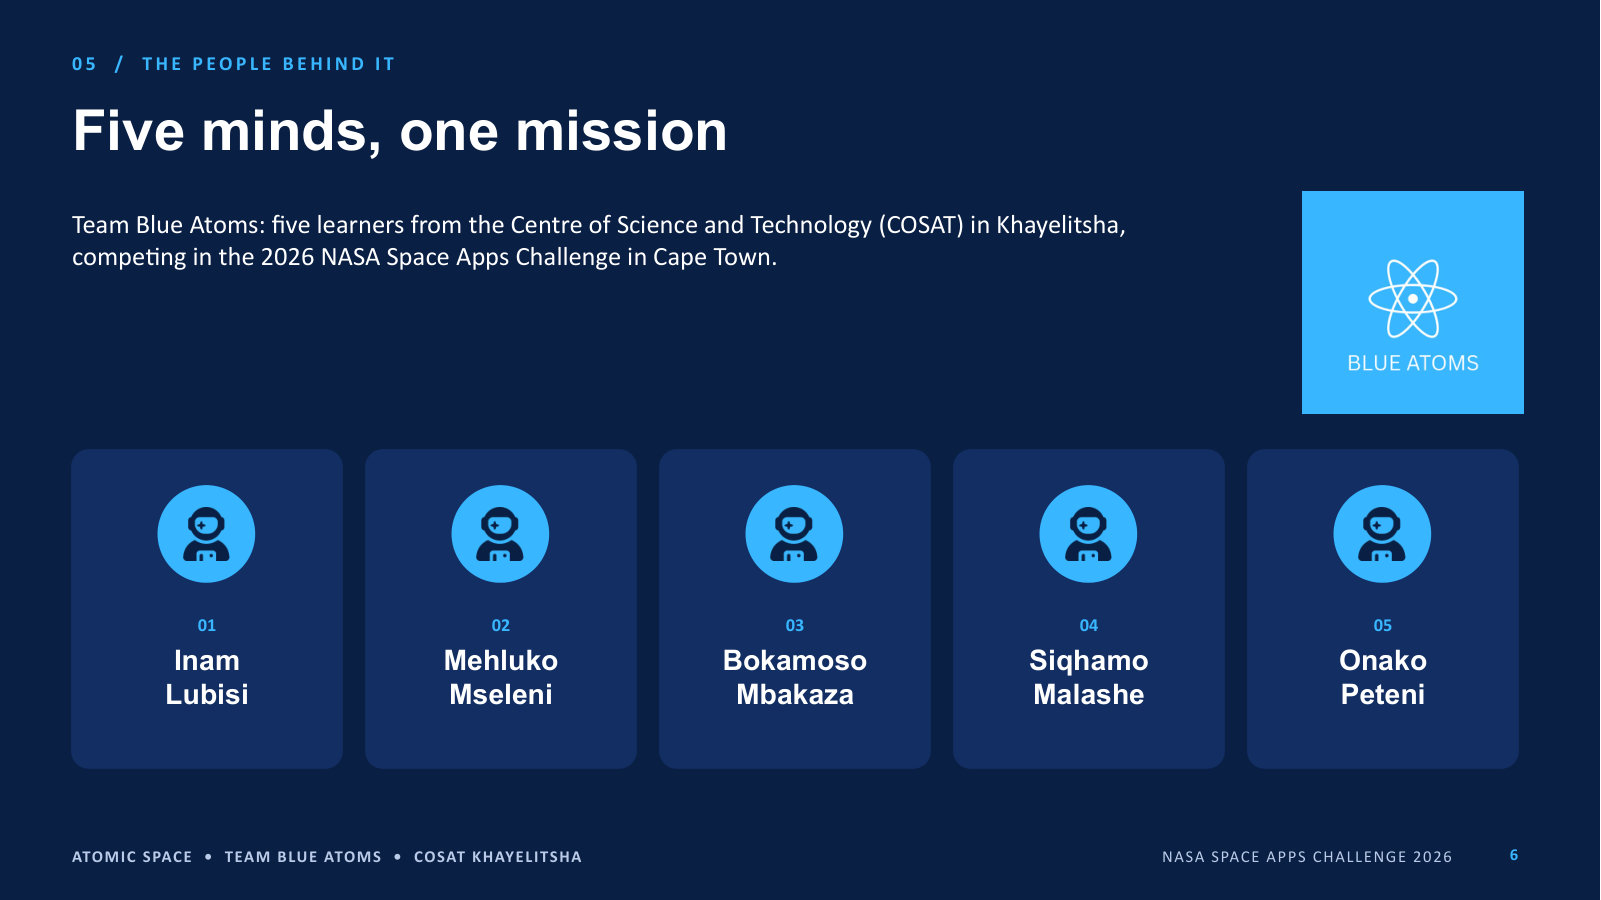 05 / THE PEOPLE BEHIND IT
Five minds, one mission
Team Blue Atoms: five learners from the Centre of Science and Technology (COSAT) in Khayelitsha,
competing in the 2026 NASA Space Apps Challenge in Cape Town.
BLUE ATOMS
01
Inam
Lubisi
02
Mehluko
Mseleni
03
Bokamoso
Mbakaza
04
Siqhamo
Malashe
05
Onako
Peteni
ATOMIC SPACE • TEAM BLUE ATOMS • COSAT KHAYELITSHA
NASA SPACE APPS CHALLENGE 2026
6